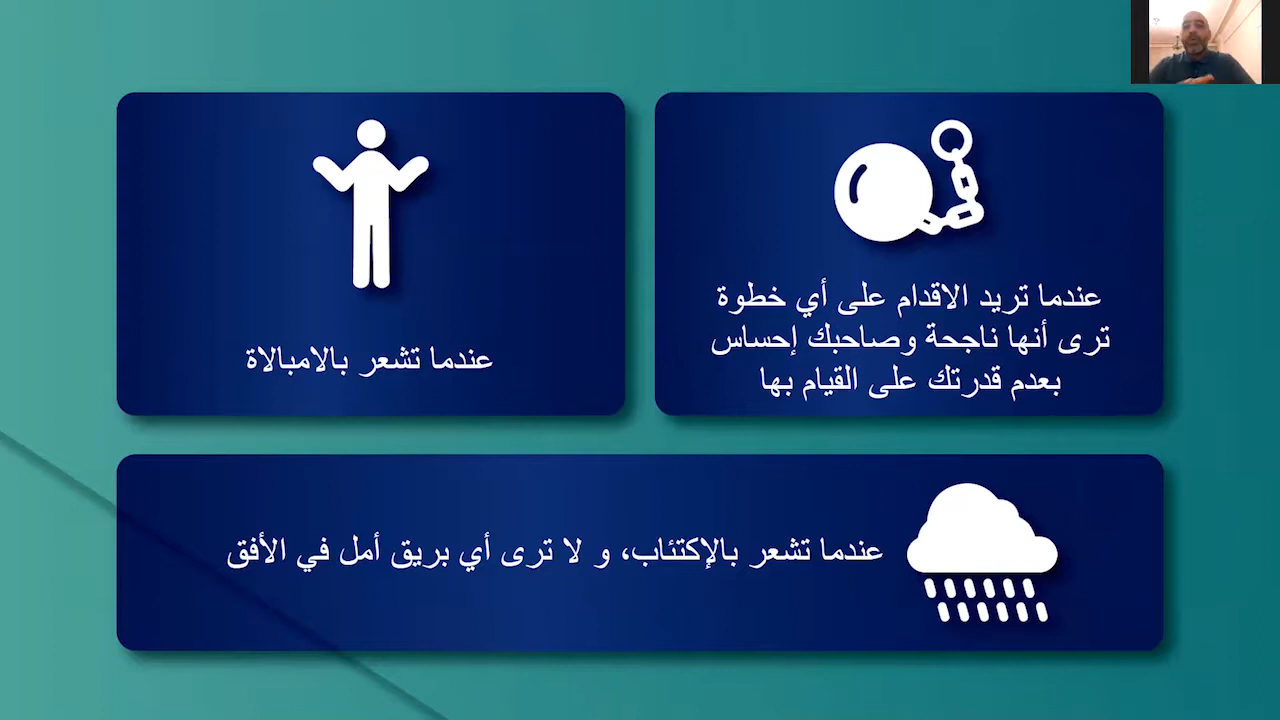 عندما تريد الاقدام على أي خطوة
ترى أنها ناجحة وصاحبك إحساس
بعدم قدرتك على القيام بها
عندما تشعر بالامبالاة
عندما تشعر بالإكتئاب، و لا ترى أي بريق أمل في الأفق